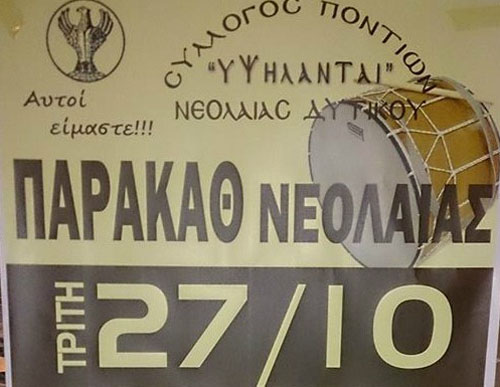 ΣΥΛΛΟΓΟΣ ΠΟΝΤΙΩΝ
"ΥΨΗΛΑΝΤΑΙ"
ΝΕΟΛΑΙΑΣ ΔΥΤΙΚΟΥ
Αυτοί
είμαστε!!!
ΠΑΡΑΚΑΘ ΝΕΟΛΑΙΑΣ
ΤΡΙΤΗ 27/10